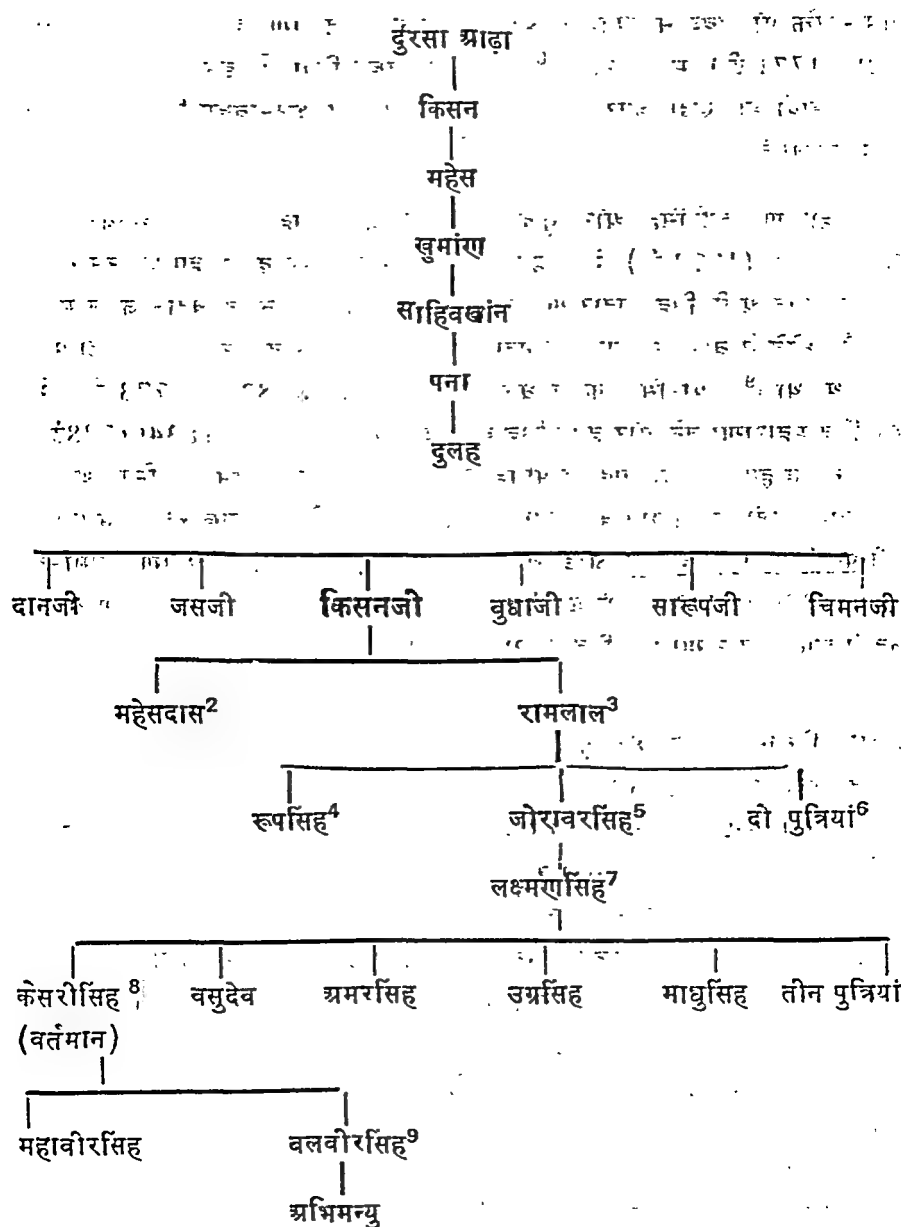 दुरसा आढ़ा
किसन
महेस
खुमांण
साहिवखांन
पना
दुलह
दानजी जसजी किसनजी वुधाजी सारूपजी चिमनजी
महेसदास² रामलाल³
रूपसिंह⁴ जोरावरसिंह⁵ दो पुत्रियां⁶
लक्ष्मणसिंह⁷
केसरीसिंह⁸ वसुदेव अमरसिंह उग्रसिंह माधुसिंह तीन पुत्रियां
(वर्तमान)
महावीरसिंह वलवीरसिंह⁹
अभिमन्यु